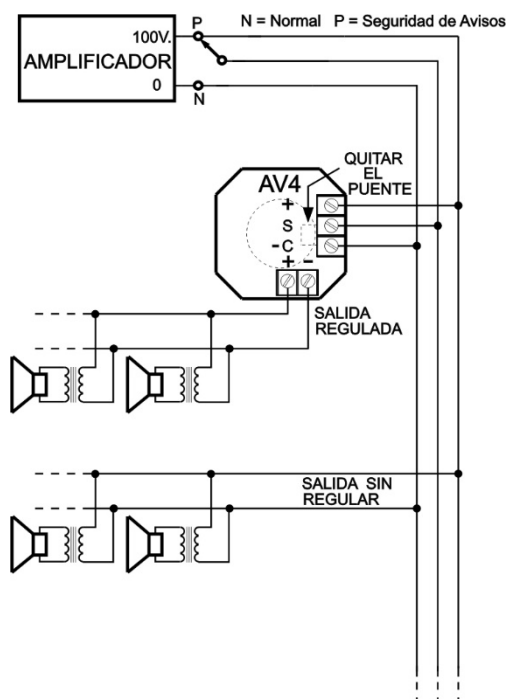 N = Normal P = Seguridad de Avisos
P
100V.
AMPLIFICADOR
0
N
QUITAR
EL
PUENTE
AV4
+
S
-C
+ -
SALIDA
REGULADA
SALIDA SIN
REGULAR